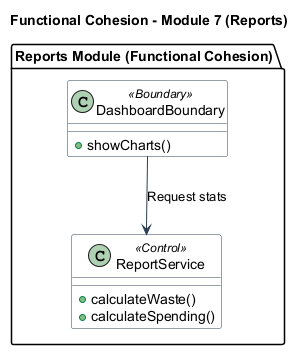 Functional Cohesion - Module 7 (Reports)
Reports Module (Functional Cohesion)
C
«Boundary»
DashboardBoundary
showCharts()
Request stats
C
«Control»
ReportService
calculateWaste()
calculateSpending()